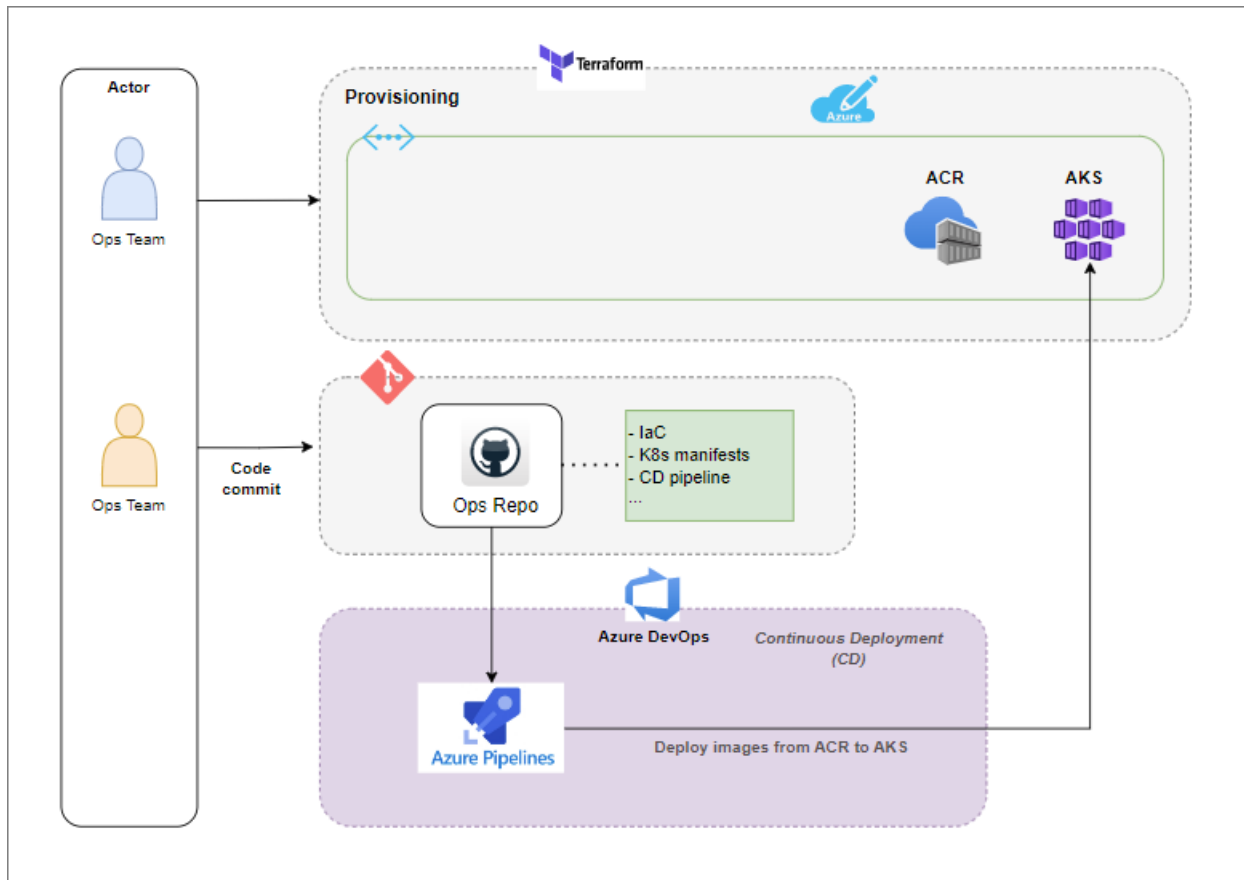 Terraform
Actor
Provisioning
Azure
ACR
AKS
Ops Team
- IaC
- K8s manifests
- CD pipeline
...
Ops Repo
Code
commit
Ops Team
Azure DevOps
Continuous Deployment
(CD)
Azure Pipelines
Deploy images from ACR to AKS